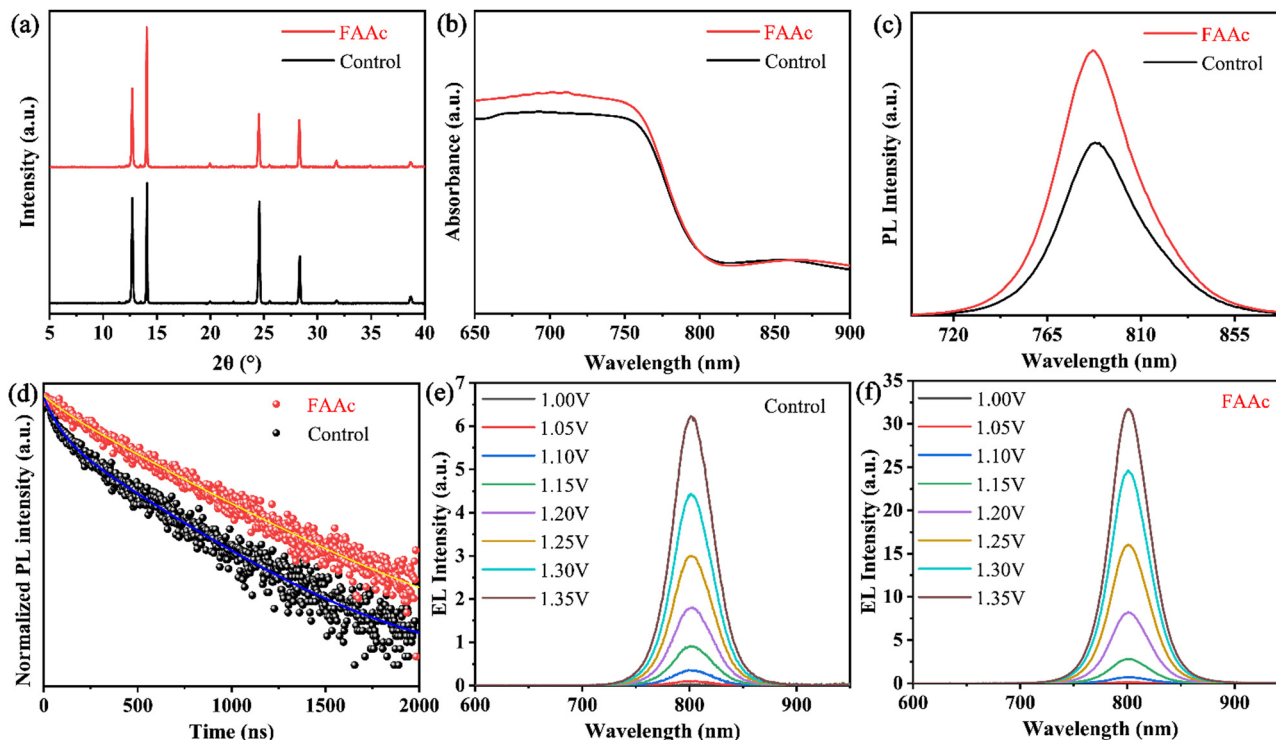 (a)
FAAc
Control
Intensity (a.u.)
5 10 15 20 25 30 35 40
2θ (°)
(b)
FAAc
Control
Absorbance (a.u.)
650 700 750 800 850 900
Wavelength (nm)
(c)
FAAc
Control
PL Intensity (a.u.)
720 765 810 855
Wavelength (nm)
(d)
FAAc
Control
Normalized PL intensity (a.u.)
0 500 1000 1500 2000
Time (ns)
(e)
Control
1.00V
1.05V
1.10V
1.15V
1.20V
1.25V
1.30V
1.35V
EL Intensity (a.u.)
7
6
5
4
3
2
1
0
600 700 800 900
Wavelength (nm)
(f)
FAAc
1.00V
1.05V
1.10V
1.15V
1.20V
1.25V
1.30V
1.35V
EL Intensity (a.u.)
35
30
25
20
15
10
5
0
600 700 800 900
Wavelength (nm)